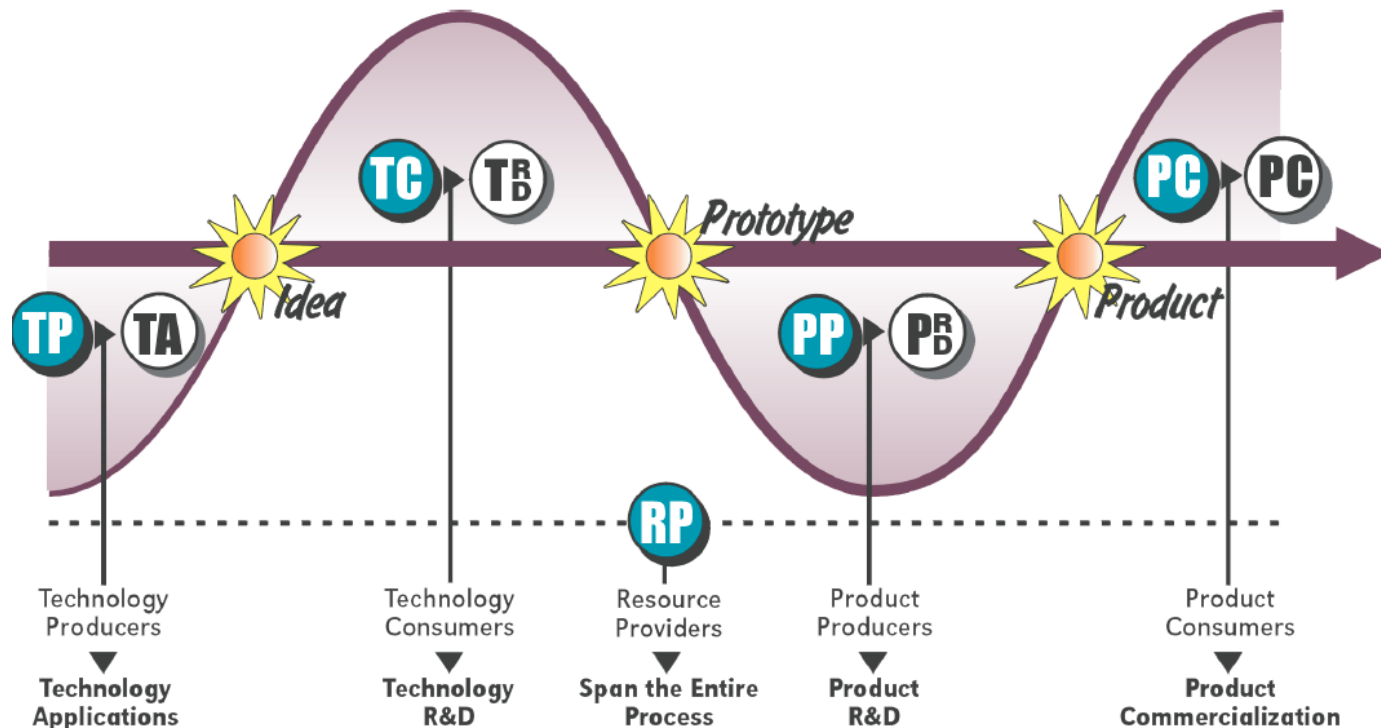 TC
TRD
PC
PC
Prototype
Idea
Product
TP
TA
PP
PRD
RP
Technology
Producers
Technology
Applications
Technology
Consumers
Technology
R&D
Resource
Providers
Span the Entire
Process
Product
Producers
Product
R&D
Product
Consumers
Product
Commercialization